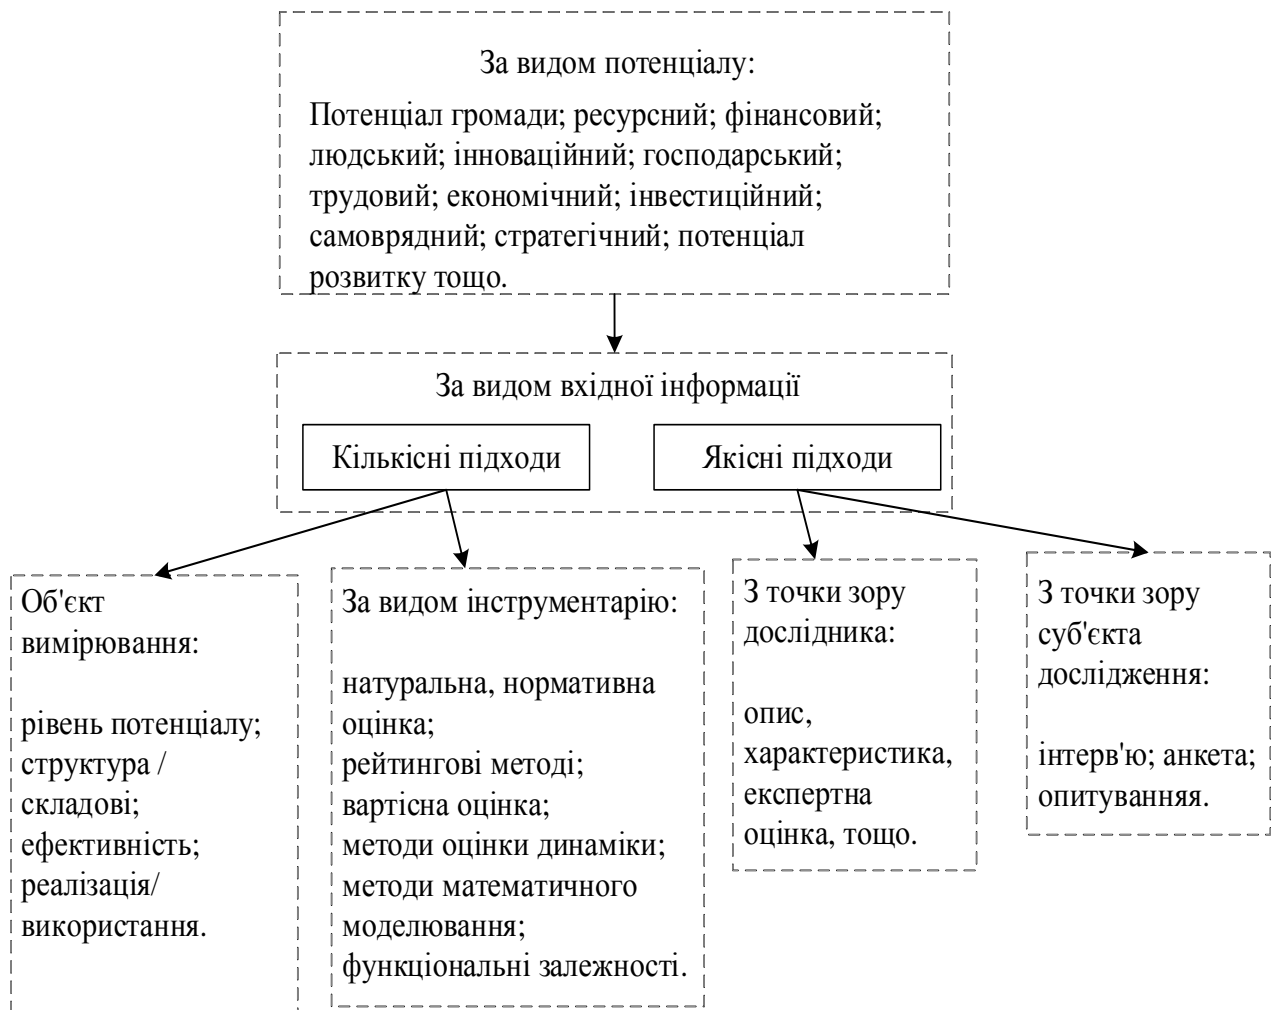 За видом потенціалу:
Потенціал громади; ресурсний; фінансовий;
людський; інноваційний; господарський;
трудовий; економічний; інвестиційний;
самоврядний; стратегічний; потенціал
розвитку тощо.
За видом вхідної інформації
Кількісні підходи
Якісні підходи
Об'єкт
вимірювання:
рівень потенціалу;
структура /
складові;
ефективність;
реалізація/
використання.
За видом інструментарію:
натуральна, нормативна
оцінка;
рейтингові методі;
вартісна оцінка;
методи оцінки динаміки;
методи математичного
моделювання;
функціональні залежності.
З точки зору
дослідника:
опис,
характеристика,
експертна
оцінка, тощо.
З точки зору
суб'єкта
дослідження:
інтерв'ю; анкета;
опитуванняя.